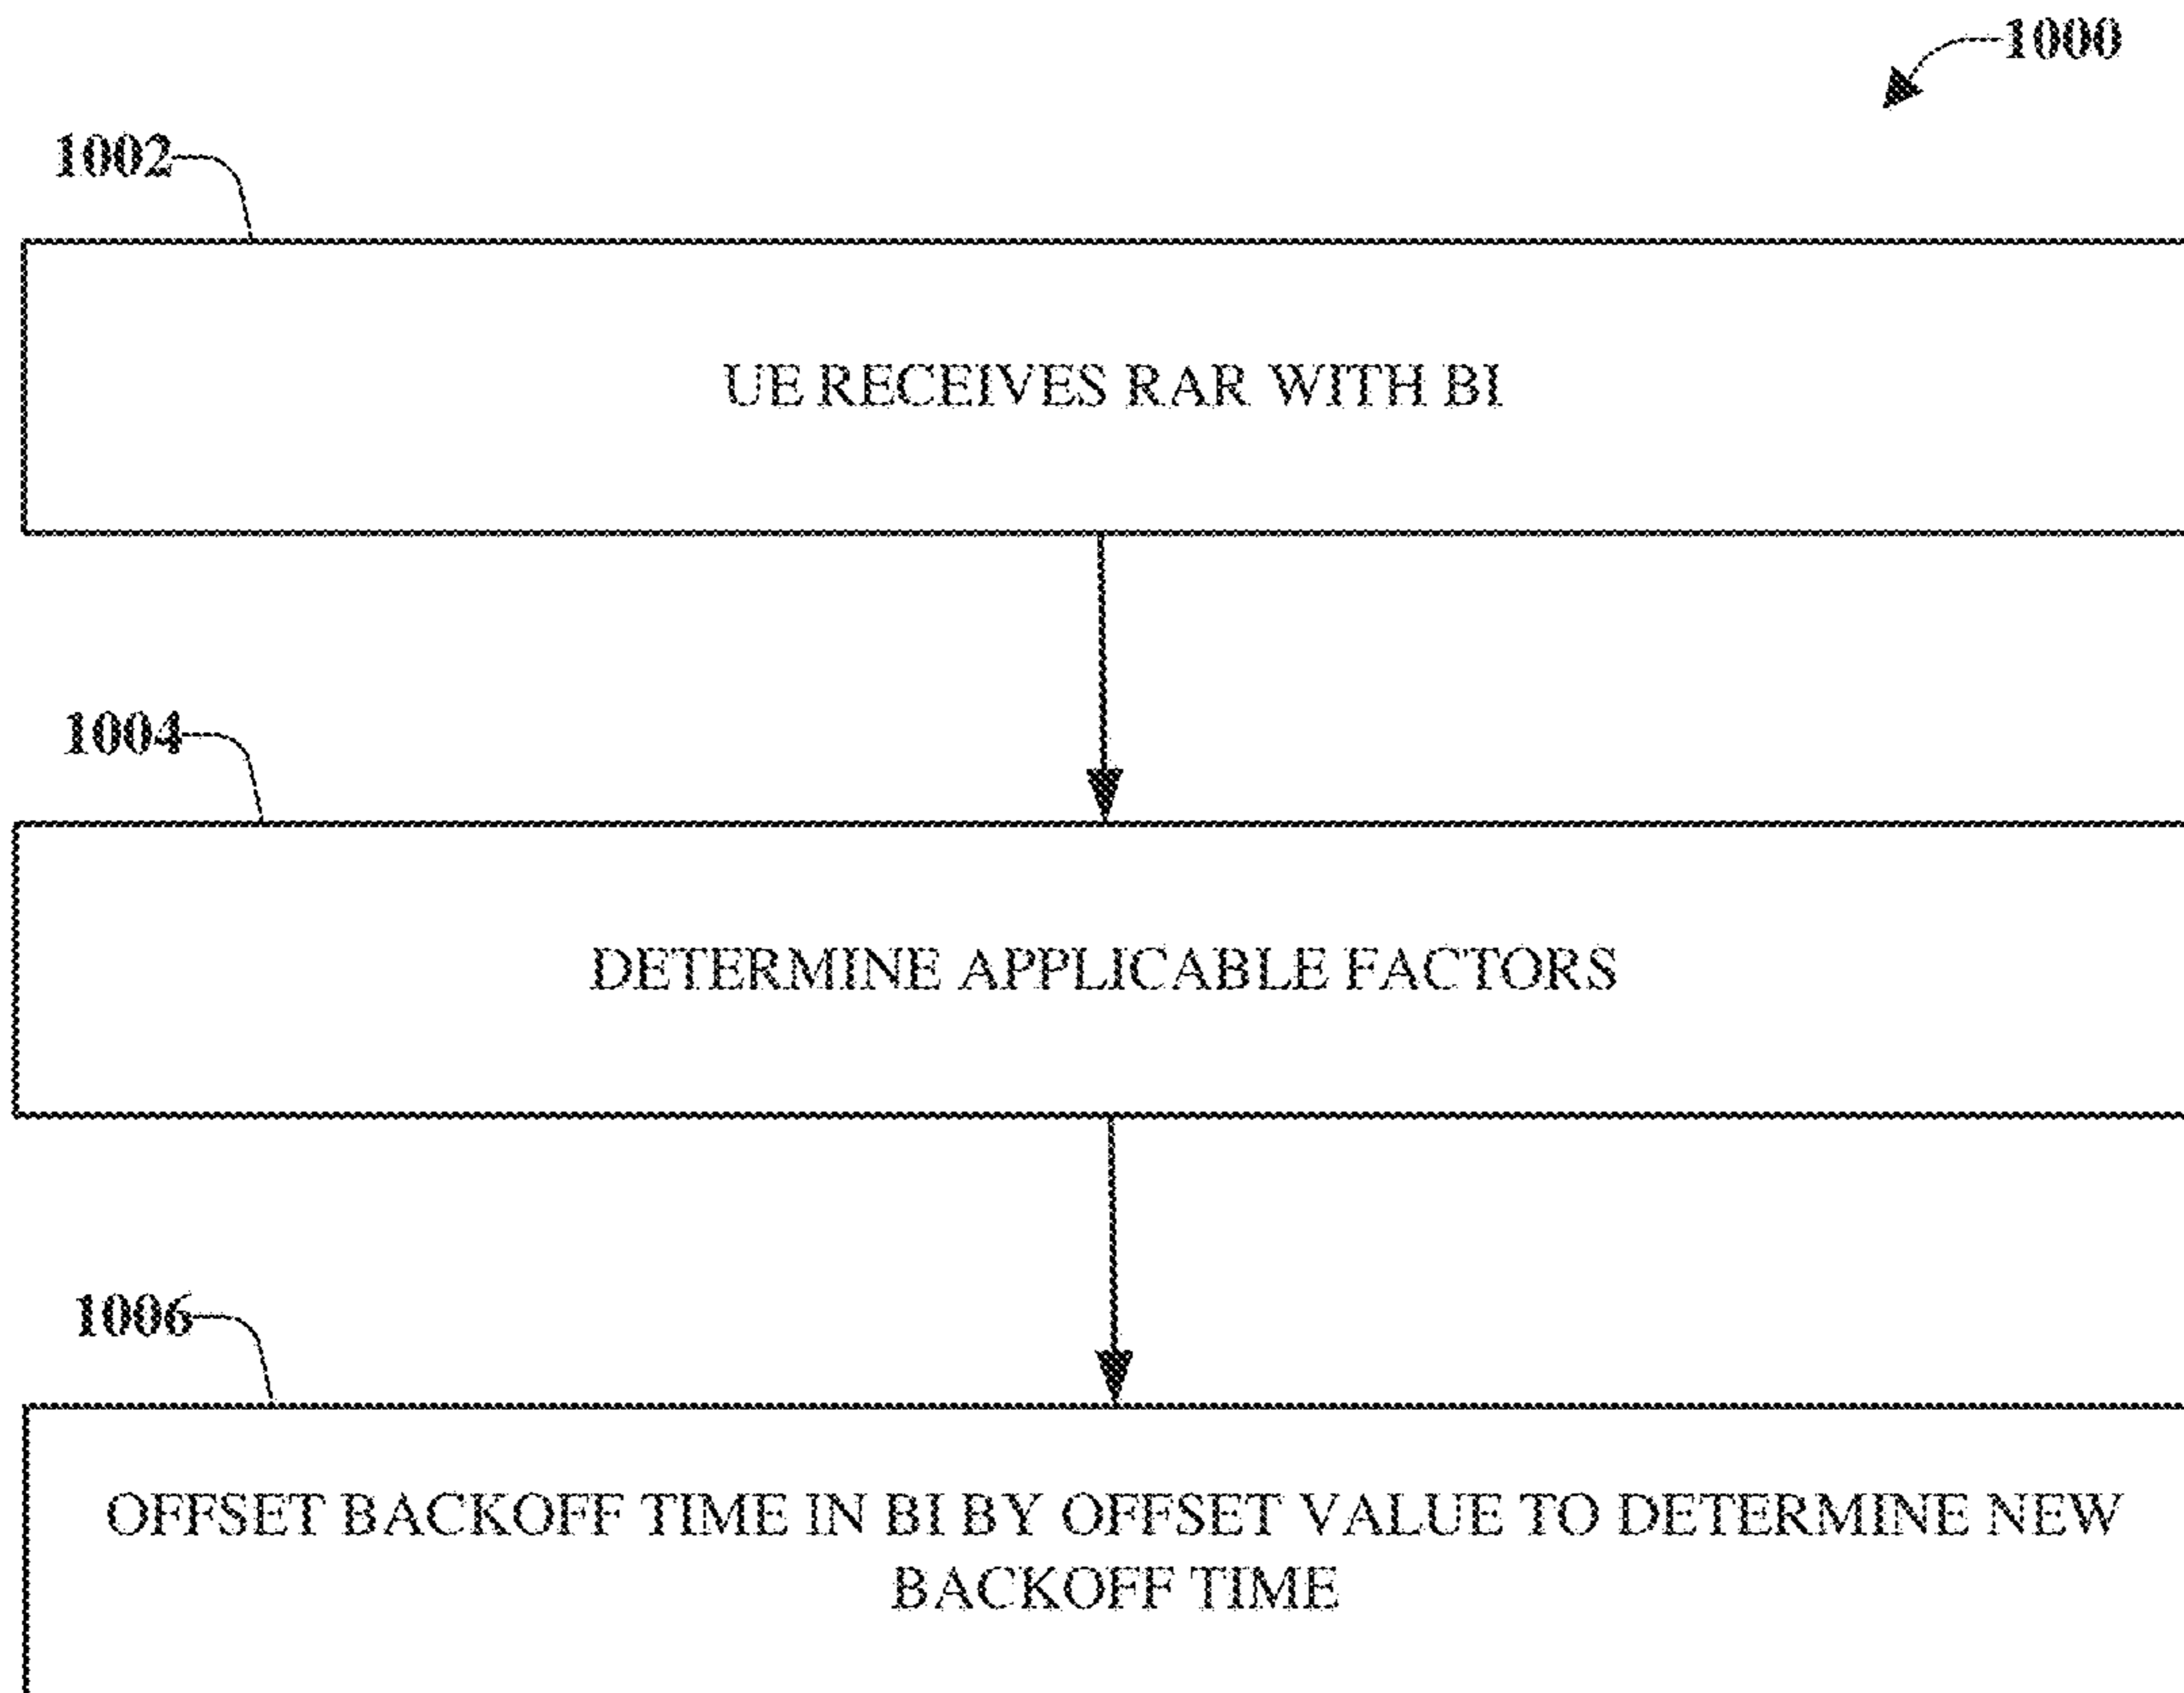 1000
1002
UE RECEIVES RAR WITH BI
1004
DETERMINE APPLICABLE FACTORS
1006
OFFSET BACKOFF TIME IN BI BY OFFSET VALUE TO DETERMINE NEW
BACKOFF TIME